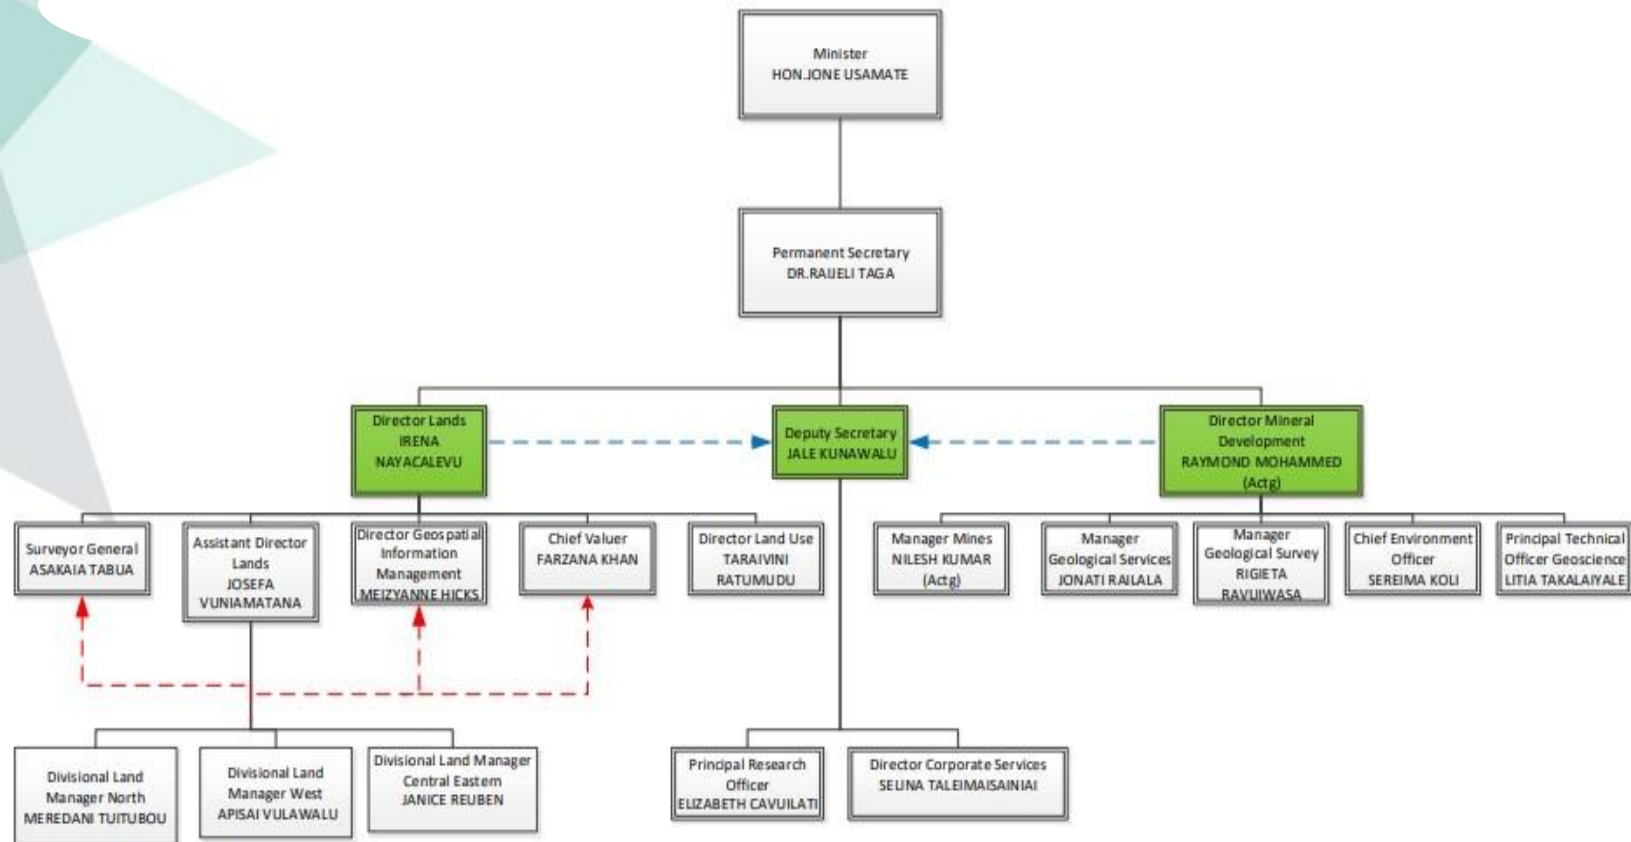 Minister
HON.JONE USAMATE
Permanent Secretary
DR.RAIJELI TAGA
Director Lands
IRENA
NAYACALEVU
Deputy Secretary
JALE KUNAWALU
Director Mineral
Development
RAYMOND MOHAMMED
(Actg)
Surveyor General
ASAKAIA TABUA
Assistant Director
Lands
JOSEFA
VUNIAMATANA
Director Geospatial
Information
Management
MEIZYANNE HICKS
Chief Valuer
FARZANA KHAN
Director Land Use
TARAIVINI
RATUMUDU
Manager Mines
NILESH KUMAR
(Actg)
Manager
Geological Services
JONATI RAILALA
Manager
Geological Survey
RIGIETA
RAVUIWASA
Chief Environment
Officer
SEREIMA KOLI
Principal Technical
Officer Geoscience
LITIA TAKALAIYALE
Divisional Land
Manager North
MEREDANI TUITUBOU
Divisional Land
Manager West
APISAI VULAWALU
Divisional Land Manager
Central Eastern
JANICE REUBEN
Principal Research
Officer
ELIZABETH CAVUILATI
Director Corporate Services
SELINA TALEIMAISAINIAI